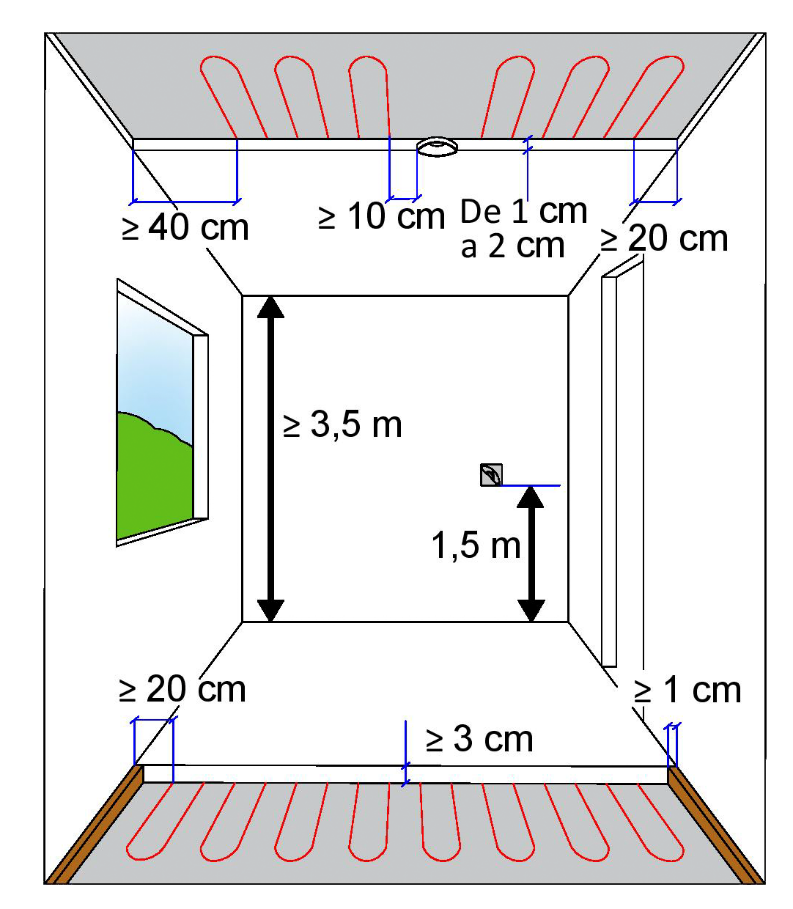 ≥ 40 cm
≥ 10 cm
De 1 cm
a 2 cm
≥ 20 cm
≥ 3,5 m
1,5 m
≥ 20 cm
≥ 1 cm
≥ 3 cm